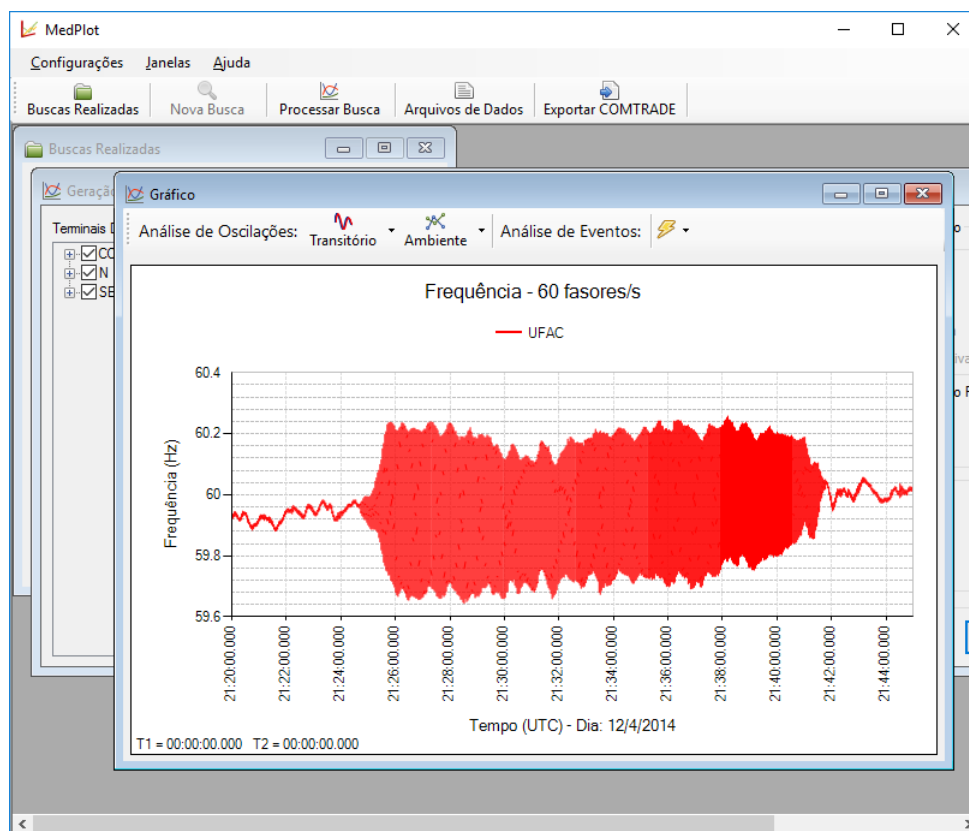 MedPlot
Configurações Janelas Ajuda
Buscas Realizadas Nova Busca Processar Busca Arquivos de Dados Exportar COMTRADE
Buscas Realizadas
Geração
Gráfico
Terminais
CO
N
SE
Análise de Oscilações: Transitório Ambiente Análise de Eventos:
Frequência - 60 fasores/s
UFAC
Frequência (Hz)
60.4
60.2
60
59.8
59.6
21:20:00.000
21:22:00.000
21:24:00.000
21:26:00.000
21:28:00.000
21:30:00.000
21:32:00.000
21:34:00.000
21:36:00.000
21:38:00.000
21:40:00.000
21:42:00.000
21:44:00.000
Tempo (UTC) - Dia: 12/4/2014
T1 = 00:00:00.000 T2 = 00:00:00.000